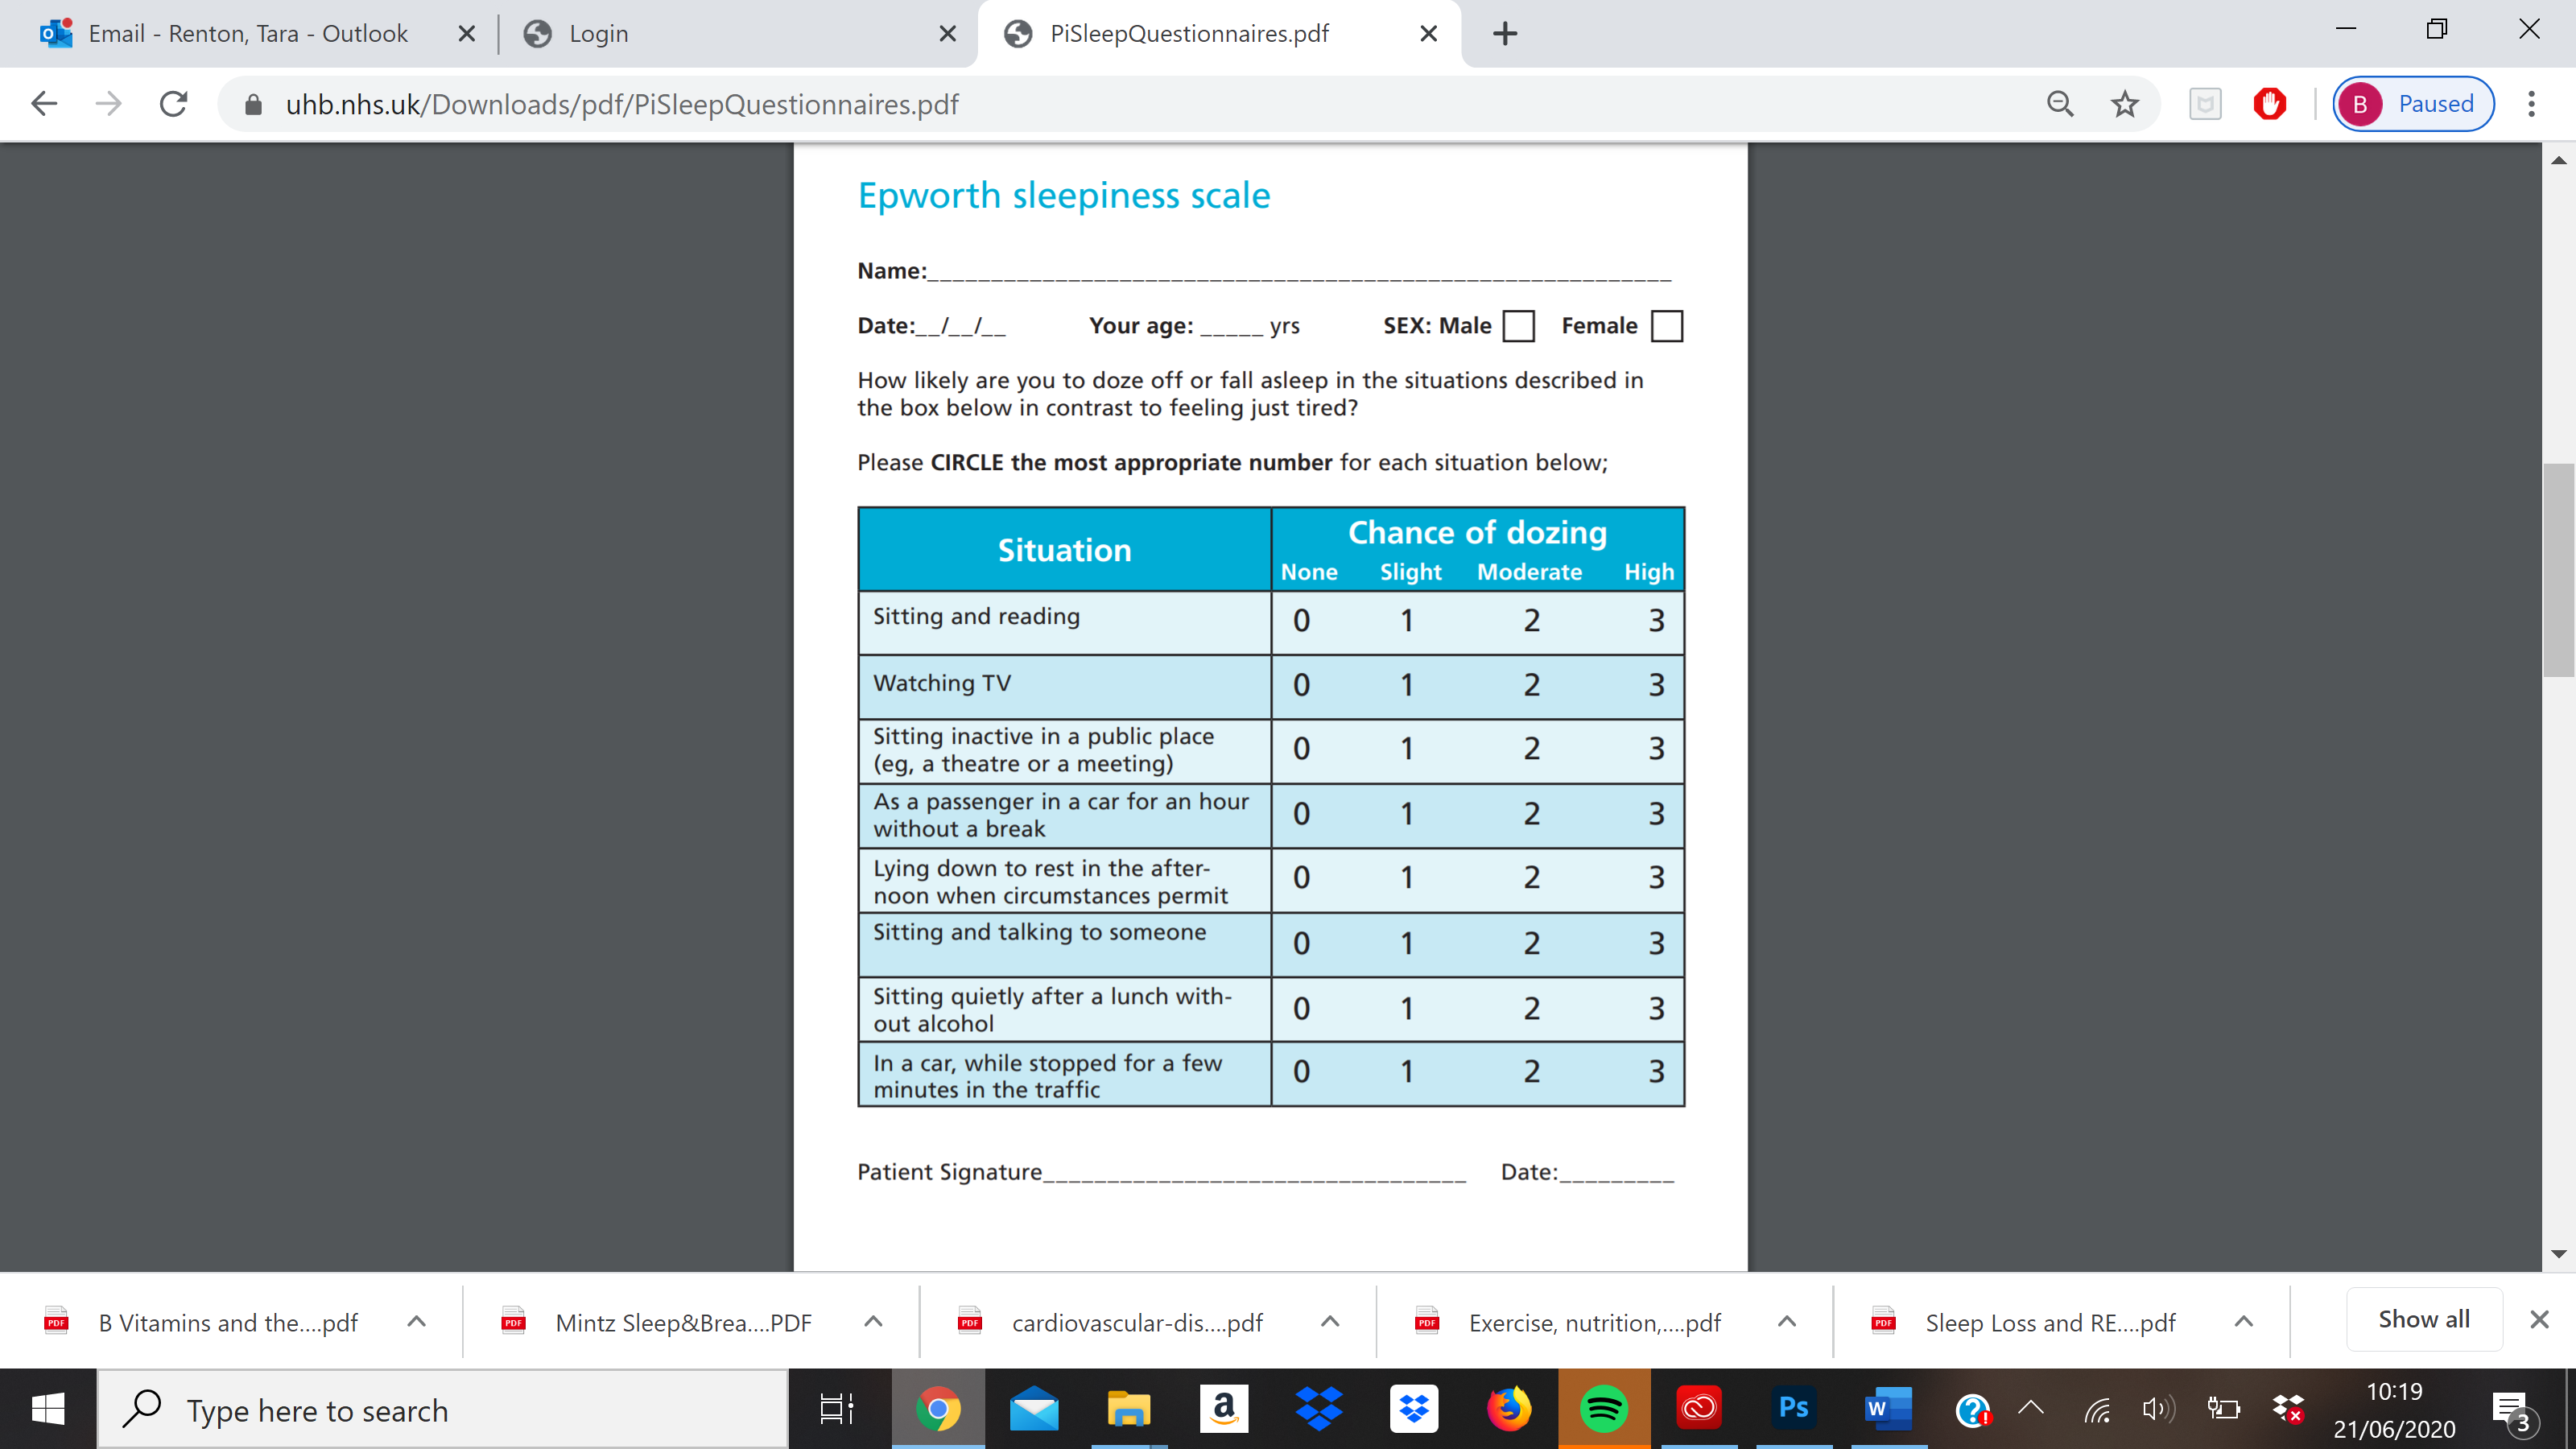 Email - Renton, Tara - Outlook
Login
PiSleepQuestionnaires.pdf
uhb.nhs.uk/Downloads/pdf/PiSleepQuestionnaires.pdf
B Paused
Epworth sleepiness scale
Name:___________________________________________________________
Date:__/__/__ Your age: _____ yrs SEX: Male Female
How likely are you to doze off or fall asleep in the situations described in
the box below in contrast to feeling just tired?
Please CIRCLE the most appropriate number for each situation below;
Situation
Chance of dozing
None Slight Moderate High
Sitting and reading 0 1 2 3
Watching TV 0 1 2 3
Sitting inactive in a public place
(eg, a theatre or a meeting) 0 1 2 3
As a passenger in a car for an hour
without a break 0 1 2 3
Lying down to rest in the after-
noon when circumstances permit 0 1 2 3
Sitting and talking to someone 0 1 2 3
Sitting quietly after a lunch with-
out alcohol 0 1 2 3
In a car, while stopped for a few
minutes in the traffic 0 1 2 3
Patient Signature_________________________________ Date:_________
PDF B Vitamins and the....pdf
PDF Mintz Sleep&Brea....PDF
PDF cardiovascular-dis....pdf
PDF Exercise, nutrition,....pdf
PDF Sleep Loss and RE....pdf
Show all
Type here to search
a
Ps
W
10:19
21/06/2020
3